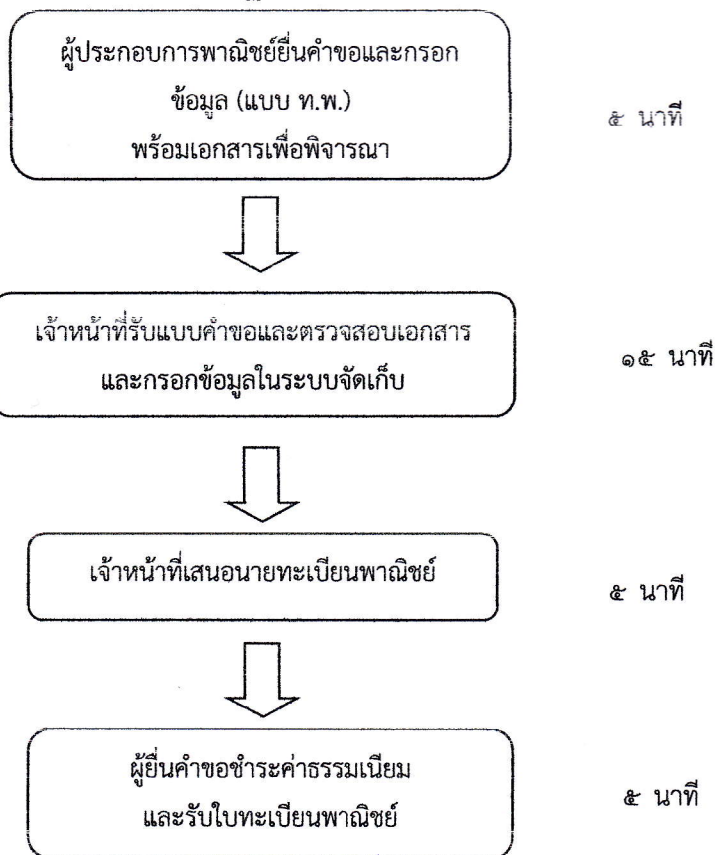 ผู้ประกอบการพาณิชย์ยื่นคำขอและกรอก
ข้อมูล (แบบ ท.พ.)
พร้อมเอกสารเพื่อพิจารณา
๕ นาที
เจ้าหน้าที่รับแบบคำขอและตรวจสอบเอกสาร
และกรอกข้อมูลในระบบจัดเก็บ
๑๕ นาที
เจ้าหน้าที่เสนอนายทะเบียนพาณิชย์
๕ นาที
ผู้ยื่นคำขอชำระค่าธรรมเนียม
และรับใบทะเบียนพาณิชย์
๕ นาที